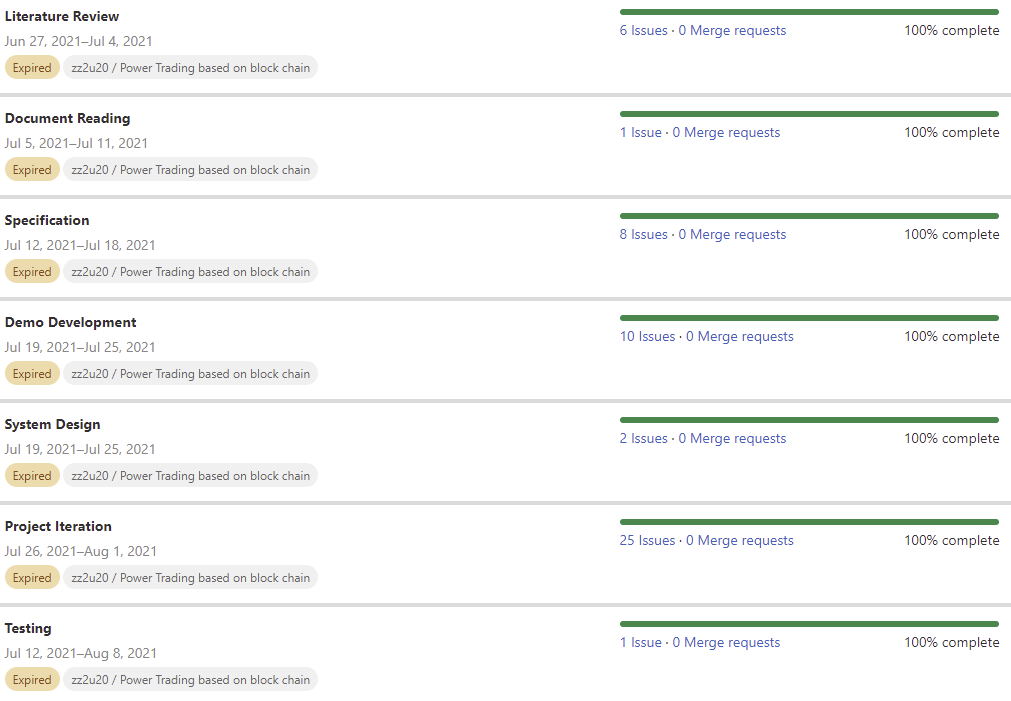 Literature Review
6 Issues · 0 Merge requests 100% complete
Jun 27, 2021–Jul 4, 2021
Expired zz2u20 / Power Trading based on block chain
Document Reading
1 Issue · 0 Merge requests 100% complete
Jul 5, 2021–Jul 11, 2021
Expired zz2u20 / Power Trading based on block chain
Specification
8 Issues · 0 Merge requests 100% complete
Jul 12, 2021–Jul 18, 2021
Expired zz2u20 / Power Trading based on block chain
Demo Development
10 Issues · 0 Merge requests 100% complete
Jul 19, 2021–Jul 25, 2021
Expired zz2u20 / Power Trading based on block chain
System Design
2 Issues · 0 Merge requests 100% complete
Jul 19, 2021–Jul 25, 2021
Expired zz2u20 / Power Trading based on block chain
Project Iteration
25 Issues · 0 Merge requests 100% complete
Jul 26, 2021–Aug 1, 2021
Expired zz2u20 / Power Trading based on block chain
Testing
1 Issue · 0 Merge requests 100% complete
Jul 12, 2021–Aug 8, 2021
Expired zz2u20 / Power Trading based on block chain